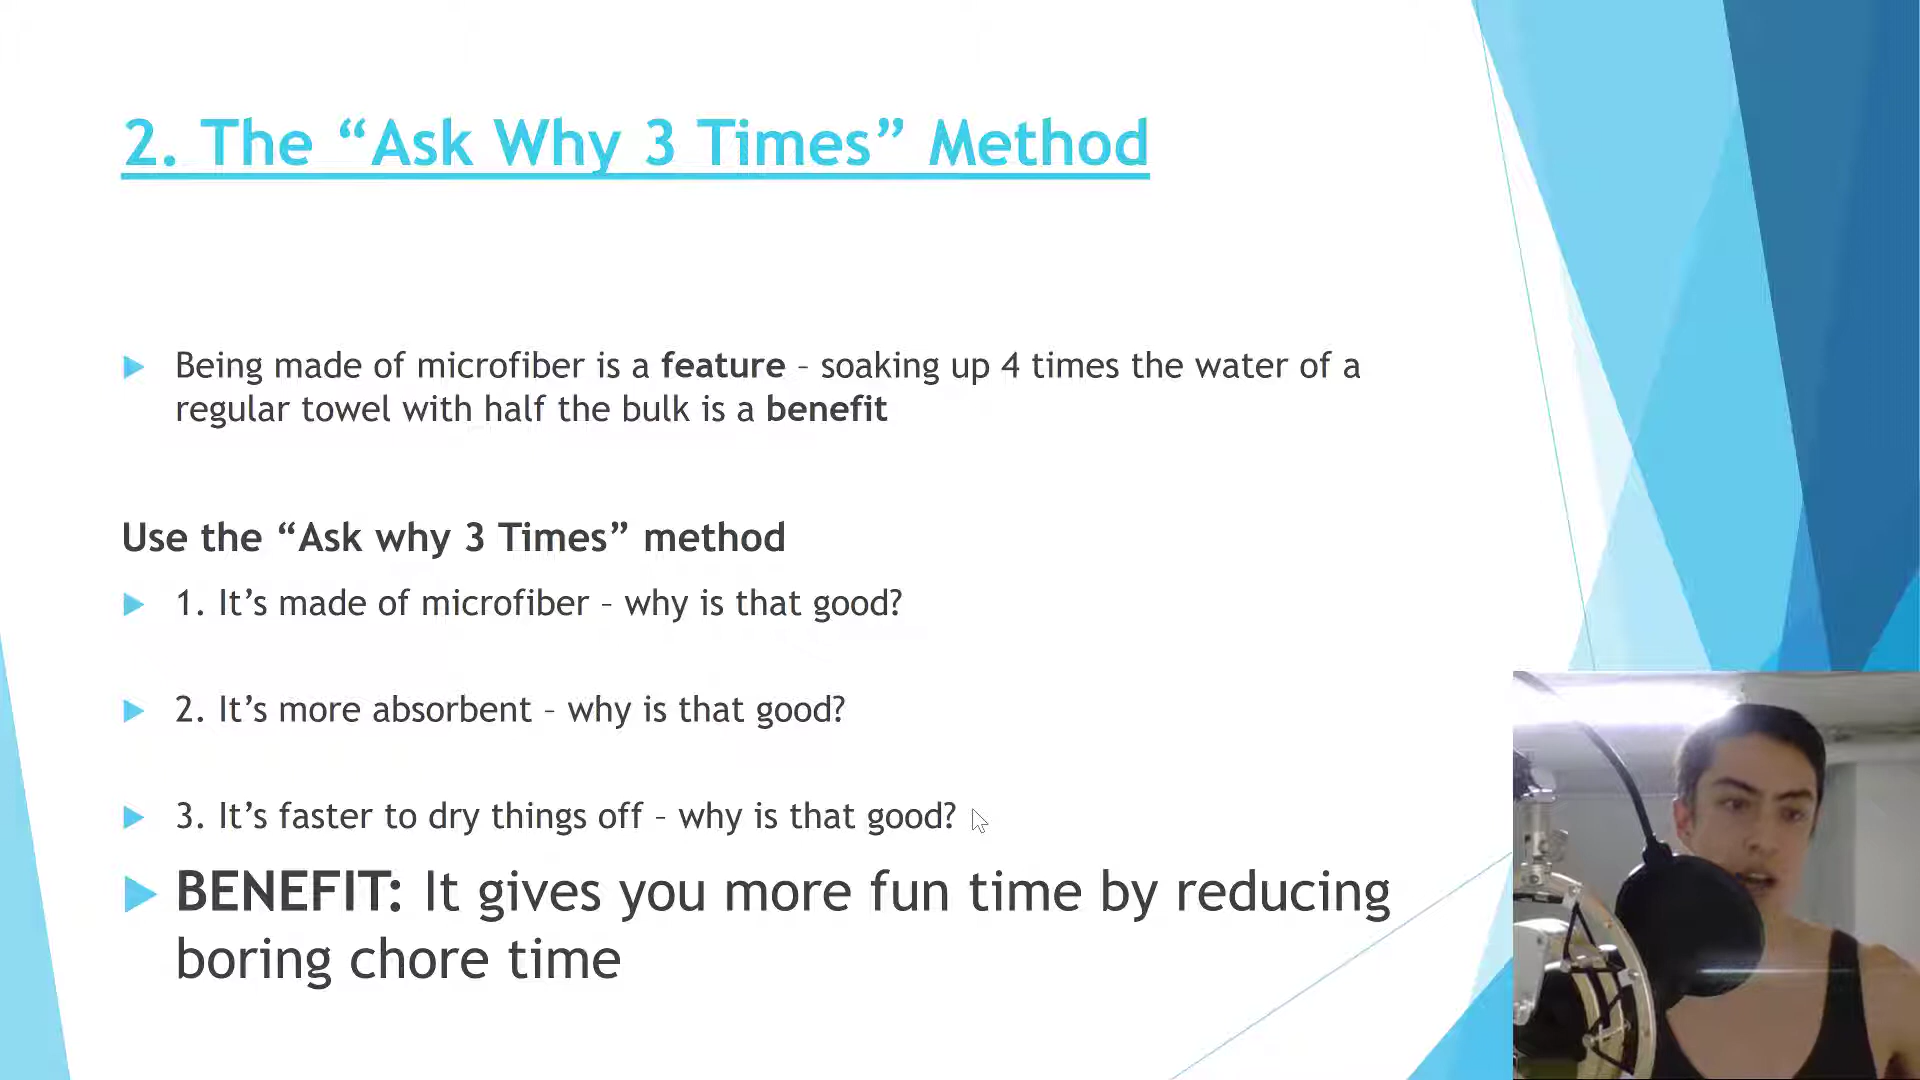 2. The “Ask Why 3 Times” Method
Being made of microfiber is a feature – soaking up 4 times the water of a
regular towel with half the bulk is a benefit
Use the “Ask why 3 Times” method
1. It’s made of microfiber – why is that good?
2. It’s more absorbent – why is that good?
3. It’s faster to dry things off – why is that good?
BENEFIT: It gives you more fun time by reducing
boring chore time